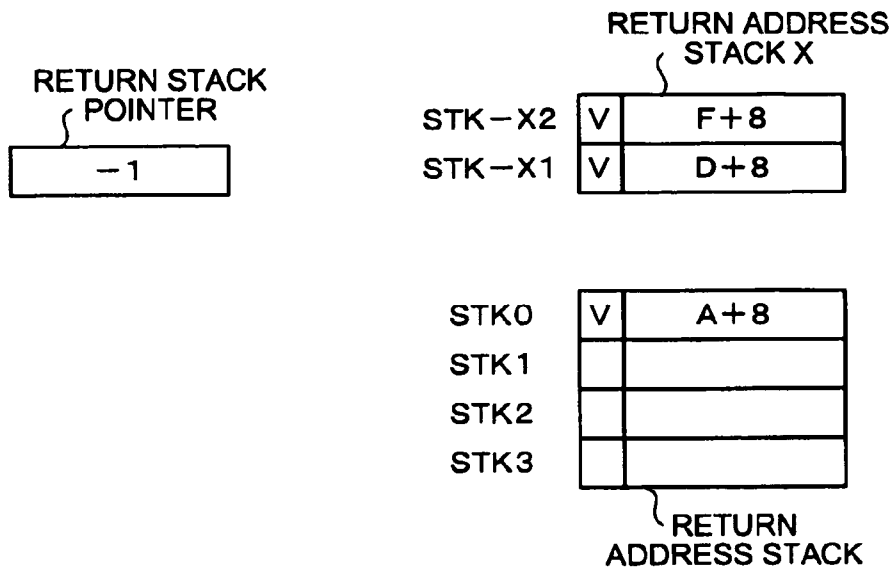 RETURN STACK
POINTER
−1
RETURN ADDRESS
STACK X
STK−X2 V F+8
STK−X1 V D+8
STK0 V A+8
STK1
STK2
STK3
RETURN
ADDRESS STACK